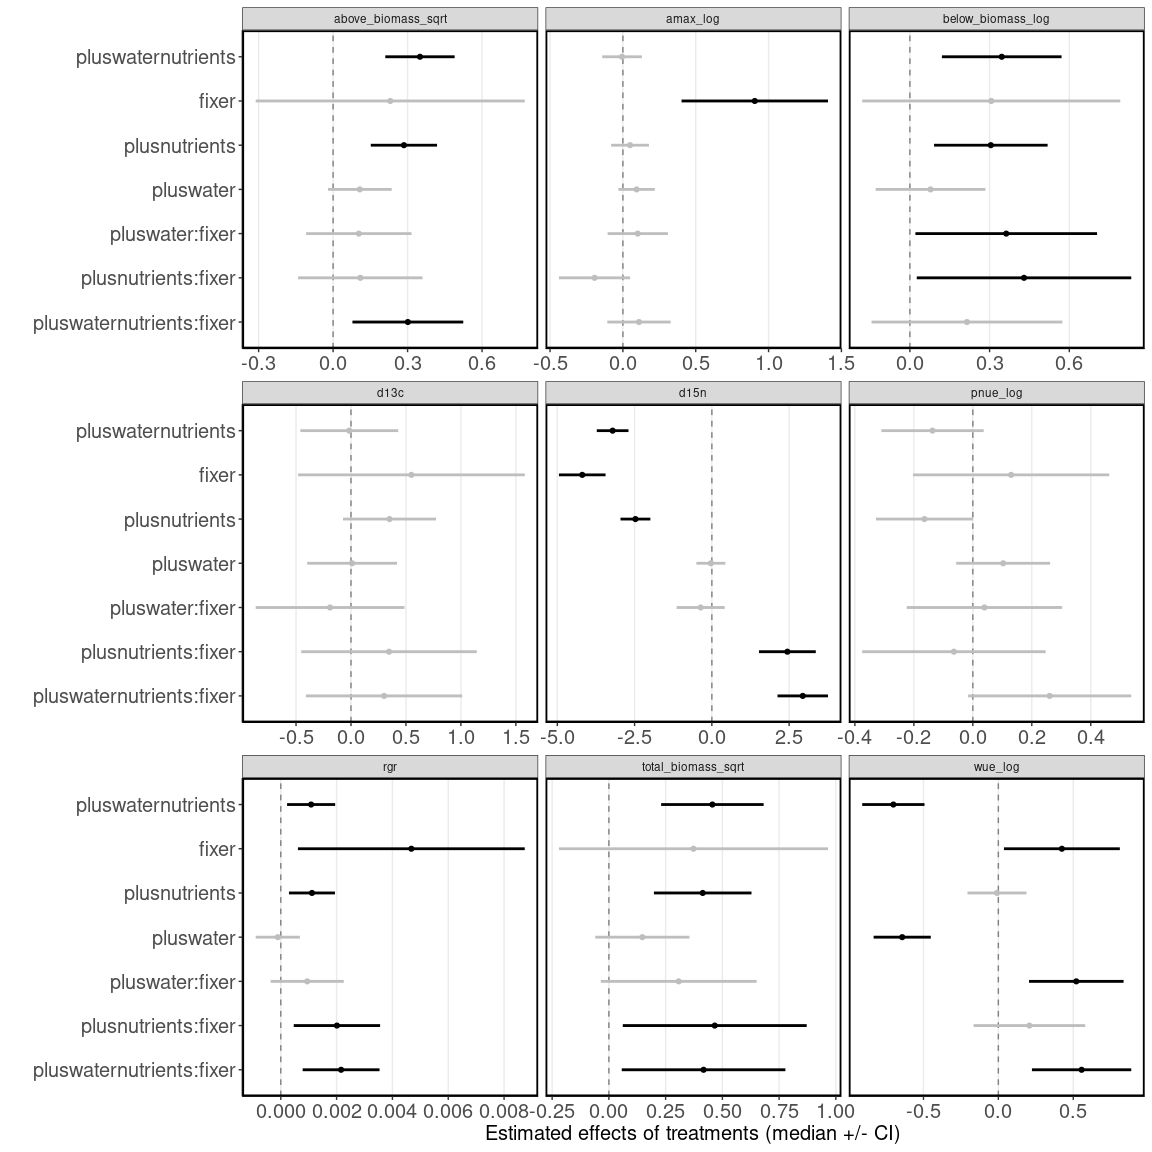 above_biomass_sqrt amax_log below_biomass_log
pluswaternutrients
fixer
plusnutrients
pluswater
pluswater:fixer
plusnutrients:fixer
pluswaternutrients:fixer
-0.3 0.0 0.3 0.6 -0.5 0.0 0.5 1.0 1.5 0.0 0.3 0.6
d13c d15n pnue_log
pluswaternutrients
fixer
plusnutrients
pluswater
pluswater:fixer
plusnutrients:fixer
pluswaternutrients:fixer
-0.5 0.0 0.5 1.0 1.5 -5.0 -2.5 0.0 2.5 -0.4 -0.2 0.0 0.2 0.4
rgr total_biomass_sqrt wue_log
pluswaternutrients
fixer
plusnutrients
pluswater
pluswater:fixer
plusnutrients:fixer
pluswaternutrients:fixer
0.000 0.002 0.004 0.006 0.008 -0.25 0.00 0.25 0.50 0.75 1.00 -0.5 0.0 0.5
Estimated effects of treatments (median +/- CI)